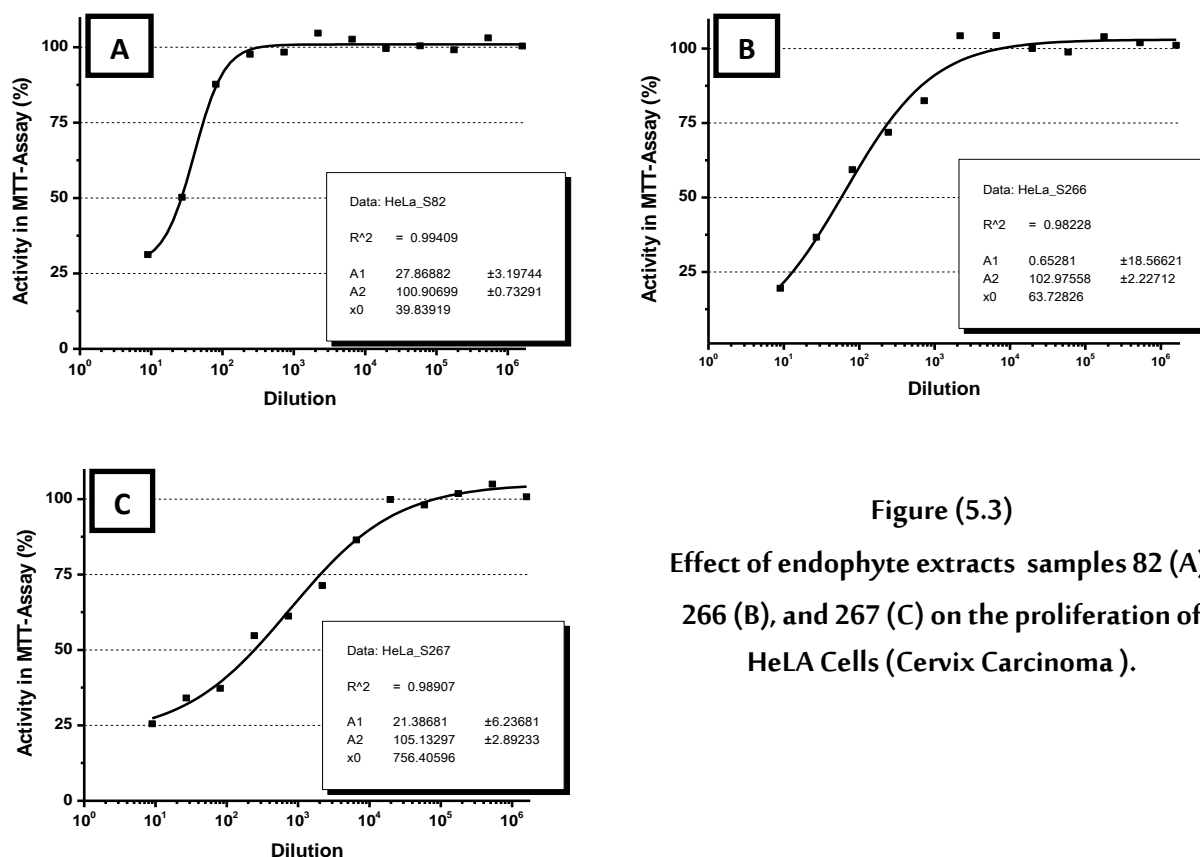 A
Activity in MTT-Assay (%)
100
75
50
25
0
Data: HeLa_S82
R^2 = 0.99409
A1 27.86882 ±3.19744
A2 100.90699 ±0.73291
x0 39.83919
10⁰ 10¹ 10² 10³ 10⁴ 10⁵ 10⁶
Dilution
B
Activity in MTT-Assay (%)
100
75
50
25
Data: HeLa_S266
R^2 = 0.98228
A1 0.65281 ±18.56621
A2 102.97558 ±2.22712
x0 63.72826
10⁰ 10¹ 10² 10³ 10⁴ 10⁵ 10⁶
Dilution
C
Activity in MTT-Assay (%)
100
75
50
25
0
Data: HeLa_S267
R^2 = 0.98907
A1 21.38681 ±6.23681
A2 105.13297 ±2.89233
x0 756.40596
10⁰ 10¹ 10² 10³ 10⁴ 10⁵ 10⁶
Dilution
Figure (5.3)
Effect of endophyte extracts samples 82 (A)
266 (B), and 267 (C) on the proliferation of
HeLA Cells (Cervix Carcinoma ).